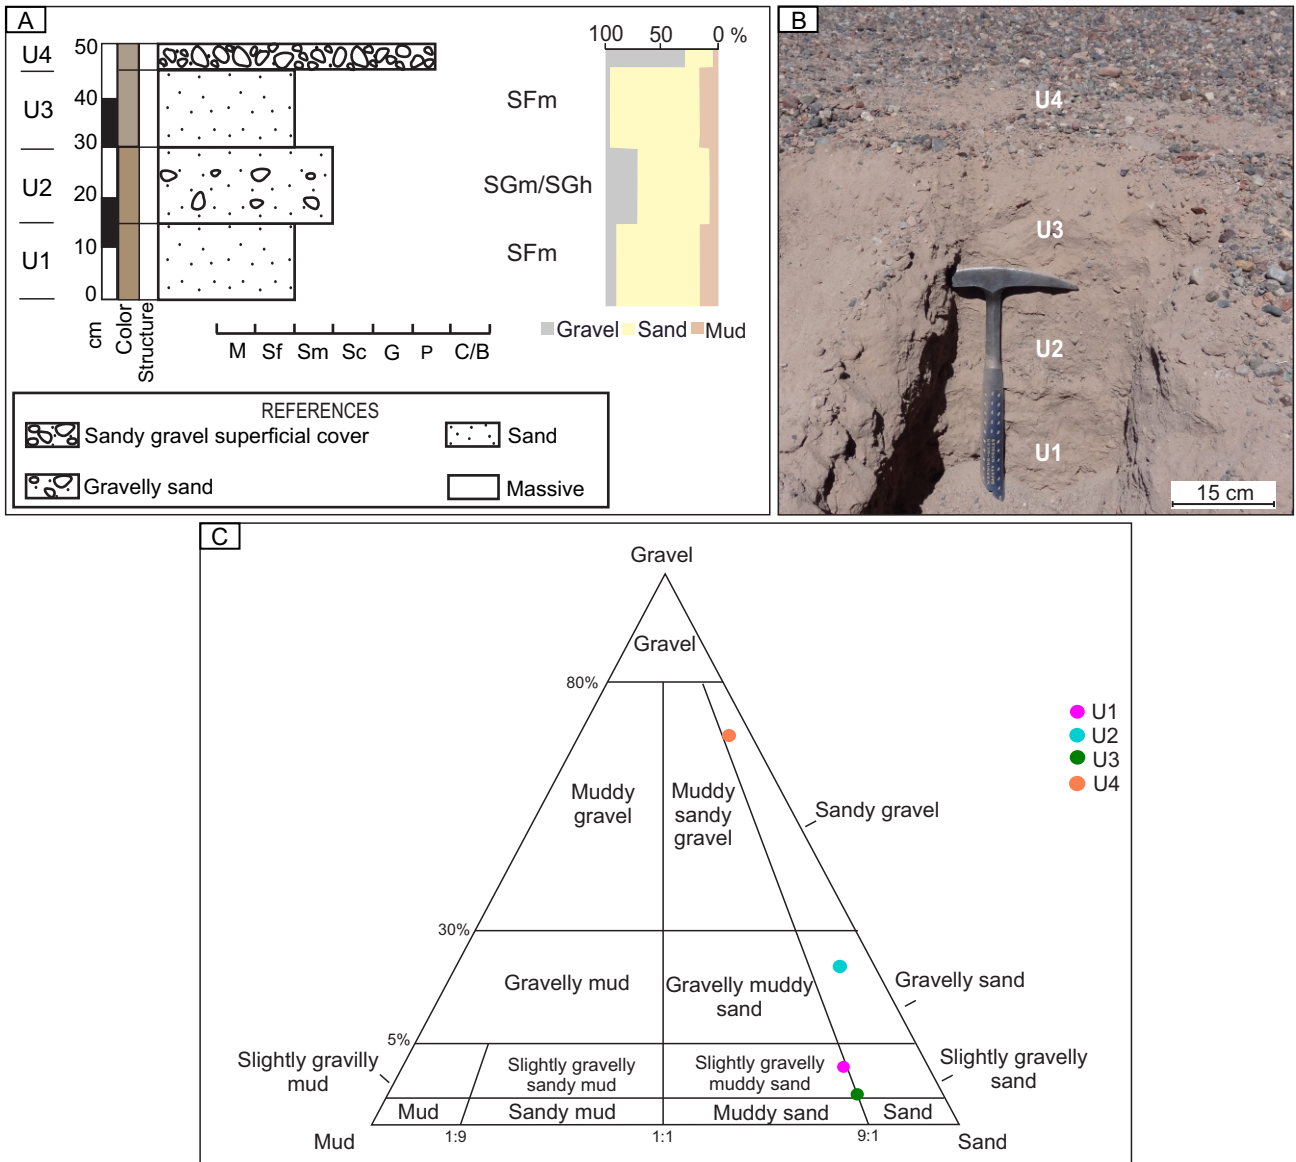 A
U4
U3
U2
U1
50
40
30
20
10
0
cm
Color
Structure
M Sf Sm Sc G P C/B
SFm
SGm/SGh
SFm
100 50 0 %
Gravel Sand Mud
REFERENCES
Sandy gravel superficial cover
Sand
Gravelly sand
Massive
B
U4
U3
U2
U1
15 cm
C
Gravel
Gravel
80%
U1
U2
U3
U4
Muddy
gravel
Muddy
sandy
gravel
Sandy gravel
30%
Gravelly mud
Gravelly muddy
sand
Gravelly sand
5%
Slightly gravilly
mud
Slightly gravelly
sandy mud
Slightly gravelly
muddy sand
Slightly gravelly
sand
Mud
Sandy mud
Muddy sand
Sand
Mud
1:9
1:1
9:1
Sand